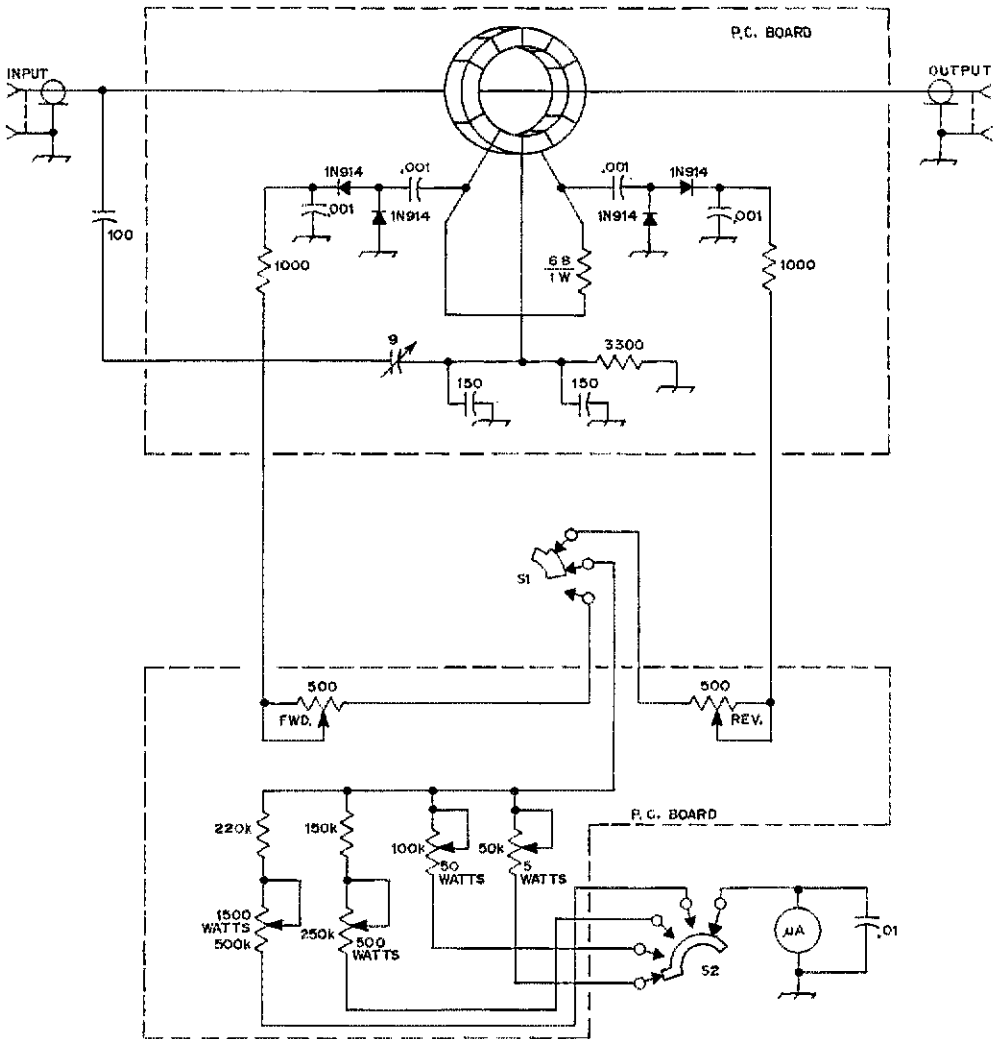 P.C. BOARD
INPUT
OUTPUT
1N914
.001
.001
1N914
1N914
.001
1N914
1N914
.001
100
1000
68
1W
1000
9
3300
150
150
S1
500
FWD.
500
REV.
P.C. BOARD
220k
150k
100k
50
WATTS
50k
5
WATTS
1500
WATTS
500k
250k
500
WATTS
S2
μA
.01